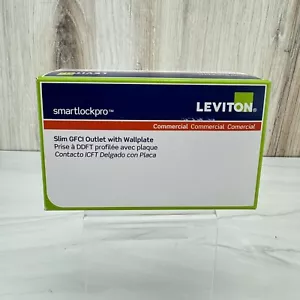 smartlockpro™
LEVITON®
Commercial Commercial Comercial
Slim GFCI Outlet with Wallplate
Prise à DDFT profilée avec plaque
Contacto ICFT Delgado con Placa